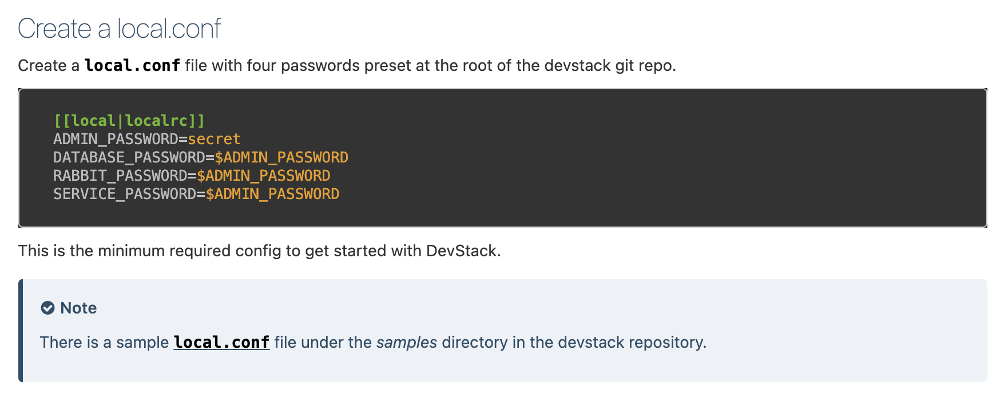 Create a local.conf
Create a local.conf file with four passwords preset at the root of the devstack git repo.
[[local|localrc]]
ADMIN_PASSWORD=secret
DATABASE_PASSWORD=$ADMIN_PASSWORD
RABBIT_PASSWORD=$ADMIN_PASSWORD
SERVICE_PASSWORD=$ADMIN_PASSWORD
This is the minimum required config to get started with DevStack.
Note
There is a sample local.conf file under the samples directory in the devstack repository.